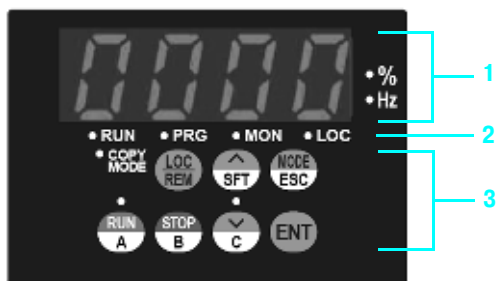 0000
• %
• Hz
1
• RUN • PRG • MON • LOC
2
• COPY MODE
LOC REM
^ SFT
MODE ESC
3
RUN A
STOP B
C
ENT